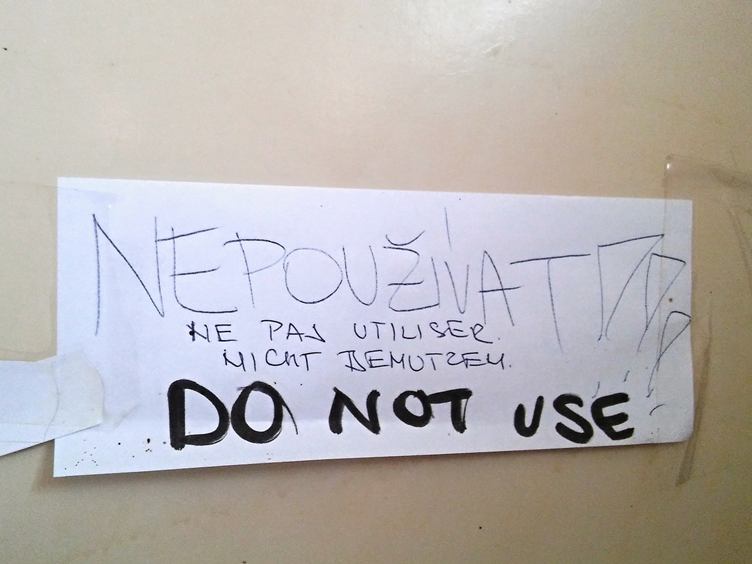 NEPOUŽÍVAT!!!
NE PAS UTILISER.
NICHT BENUTZEN.
DO NOT USE